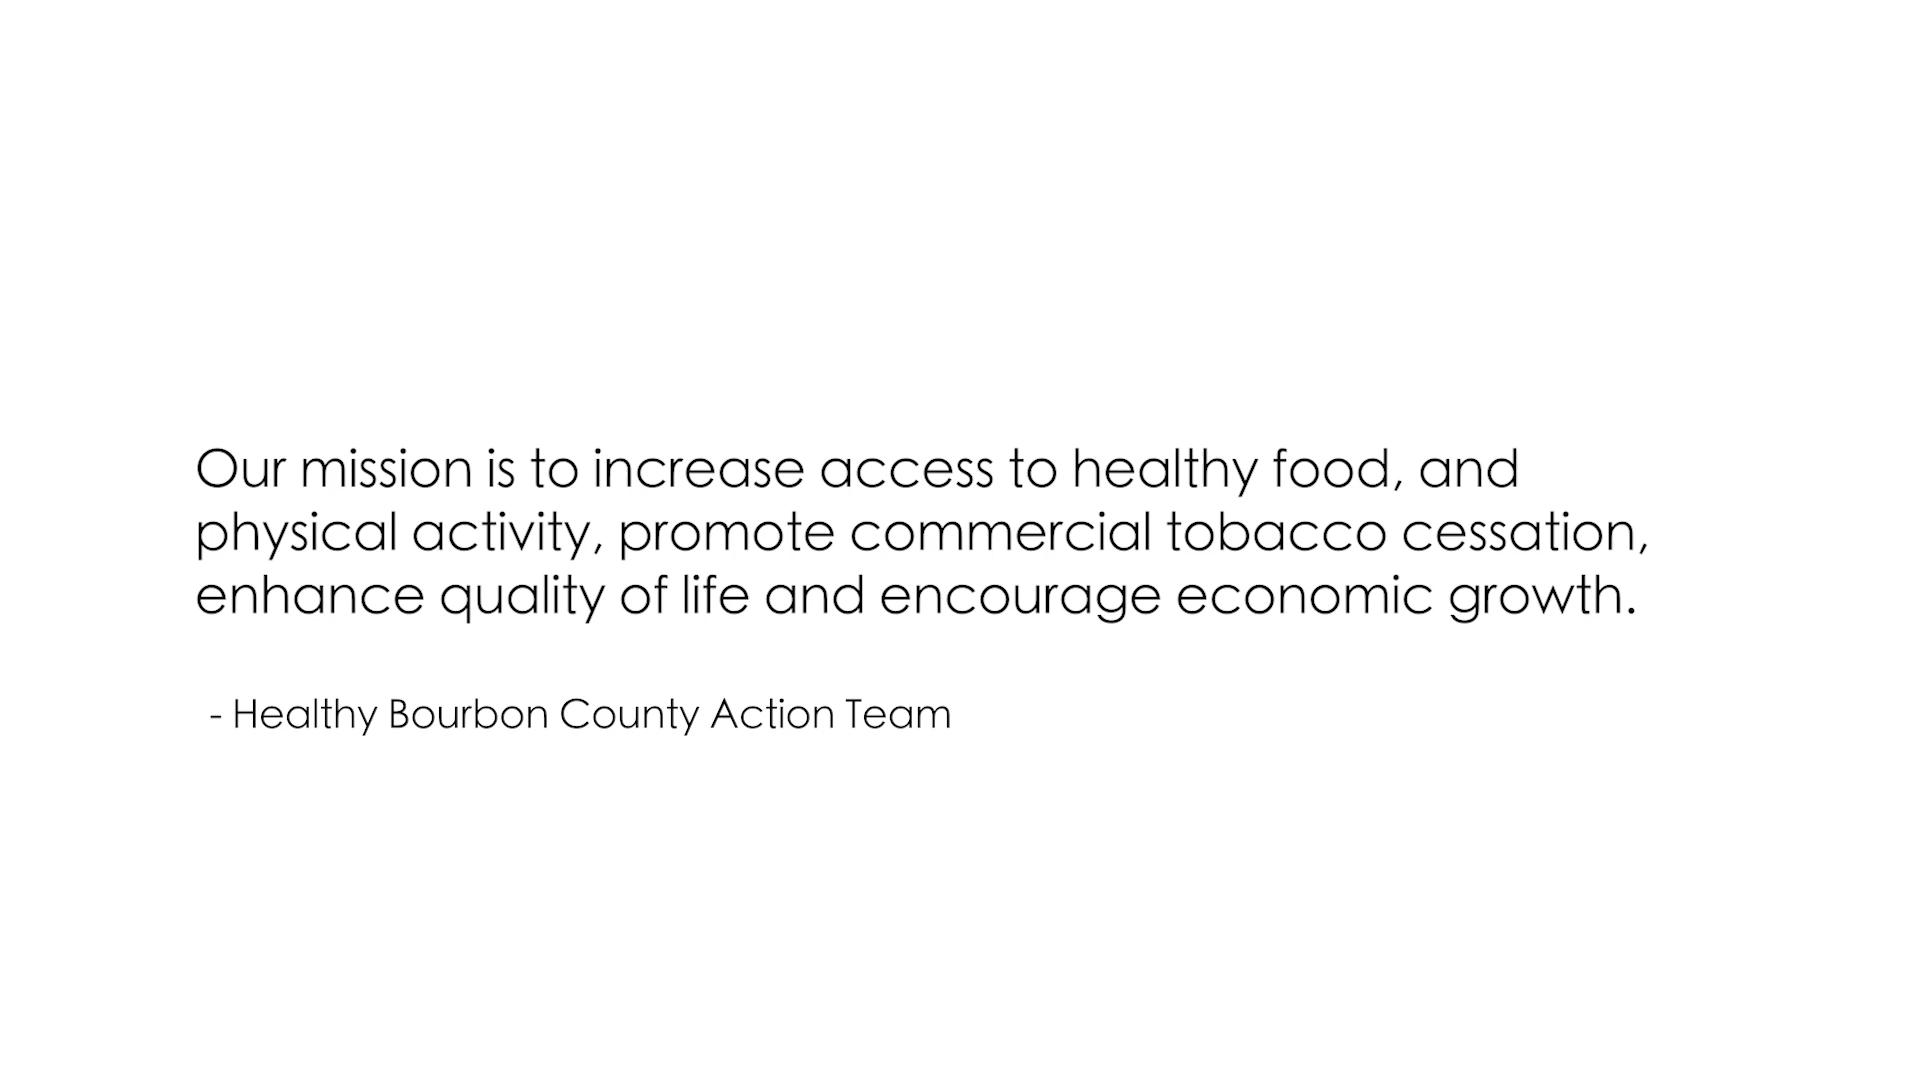 Our mission is to increase access to healthy food, and
physical activity, promote commercial tobacco cessation,
enhance quality of life and encourage economic growth.
- Healthy Bourbon County Action Team